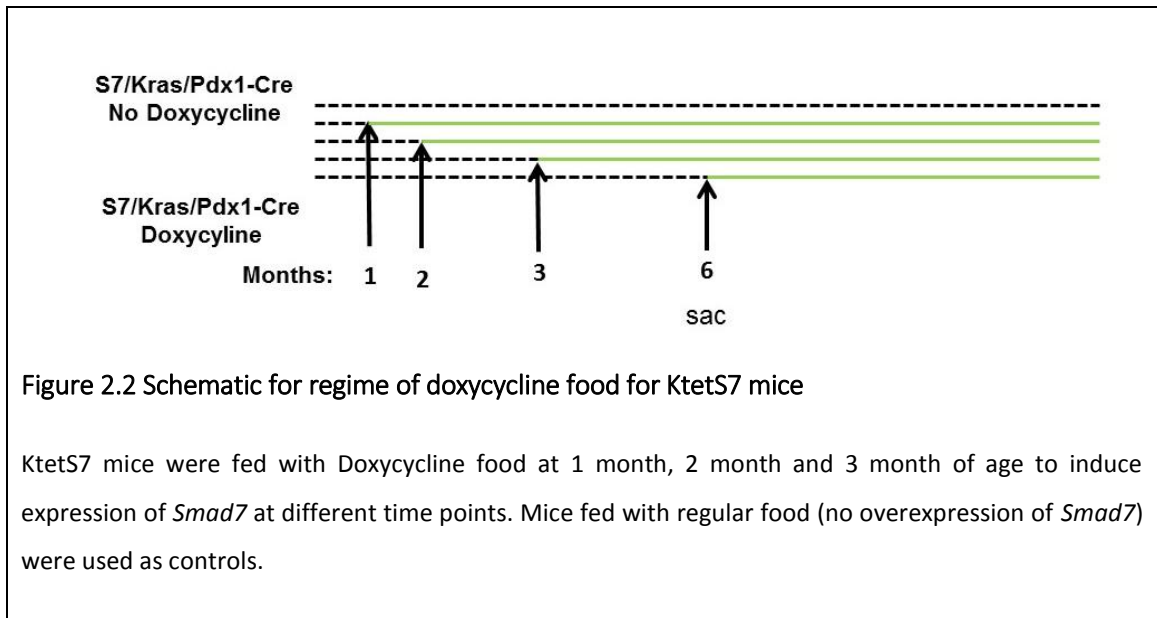 S7/Kras/Pdx1-Cre
No Doxycycline
S7/Kras/Pdx1-Cre
Doxycyline
Months: 1 2 3 6
sac
Figure 2.2 Schematic for regime of doxycycline food for KtetS7 mice
KtetS7 mice were fed with Doxycycline food at 1 month, 2 month and 3 month of age to induce
expression of Smad7 at different time points. Mice fed with regular food (no overexpression of Smad7)
were used as controls.